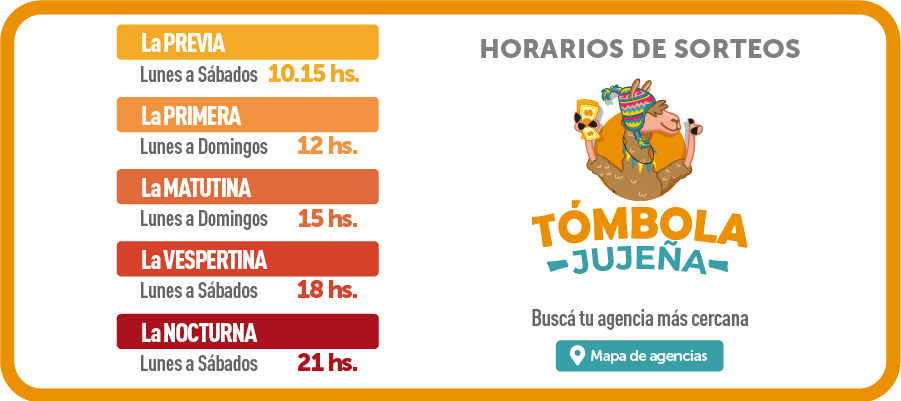 La PREVIA
Lunes a Sábados 10.15 hs.
La PRIMERA
Lunes a Domingos 12 hs.
La MATUTINA
Lunes a Domingos 15 hs.
La VESPERTINA
Lunes a Sábados 18 hs.
La NOCTURNA
Lunes a Sábados 21 hs.
HORARIOS DE SORTEOS
TÓMBOLA
JUJEÑA
Buscá tu agencia más cercana
Mapa de agencias